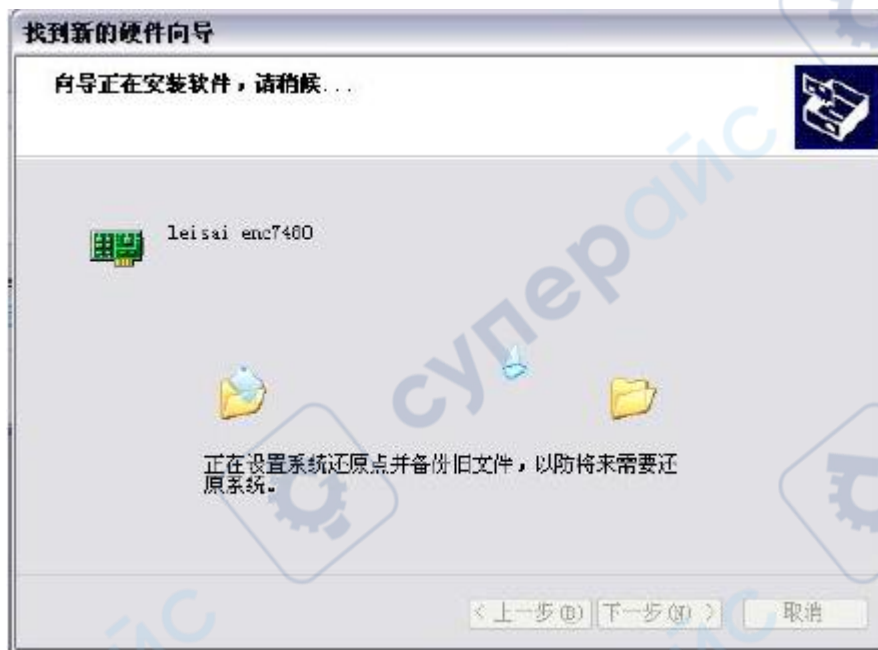 找到新的硬件向导
向导正在安装软件，请稍候...
leisai enc7480
正在设置系统还原点并备份旧文件，以防将来需要还
原系统。
< 上一步(B)
下一步(N) >
取消
суперайс